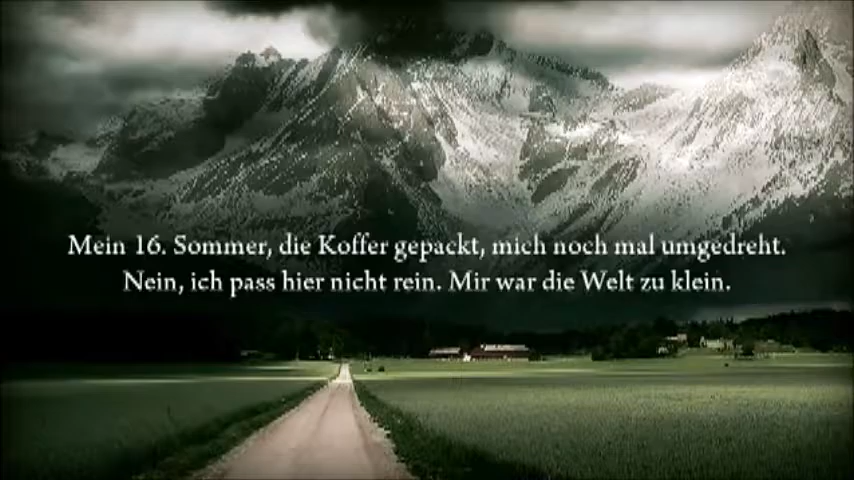 Mein 16. Sommer, die Koffer gepackt, mich noch mal umgedreht.
Nein, ich pass hier nicht rein. Mir war die Welt zu klein.